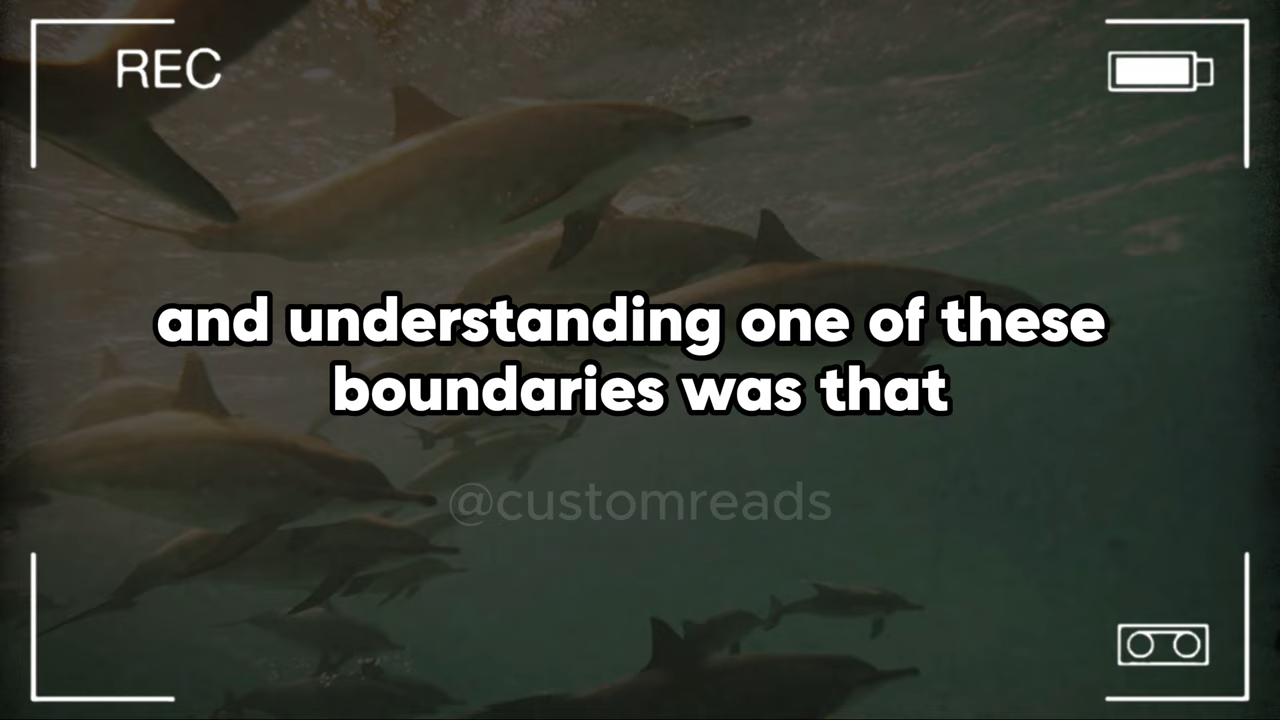 REC
and understanding one of these
boundaries was that
@customreads